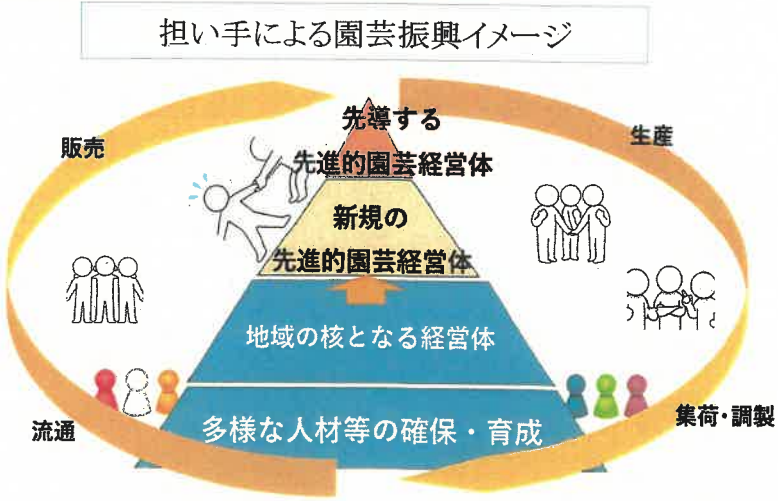 担い手による園芸振興イメージ
販売
生産
先導する
先進的園芸経営体
新規の
先進的園芸経営体
地域の核となる経営体
多様な人材等の確保・育成
流通
集荷・調製